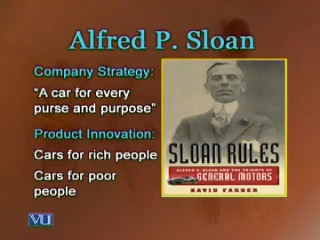 Alfred P. Sloan
Company Strategy:
"A car for every
purse and purpose"
Product Innovation:
Cars for rich people
Cars for poor
people
SLOAN RULES
ALFRED P. SLOAN AND THE TRIUMPH OF
GENERAL MOTORS
DAVID FARBER
VU